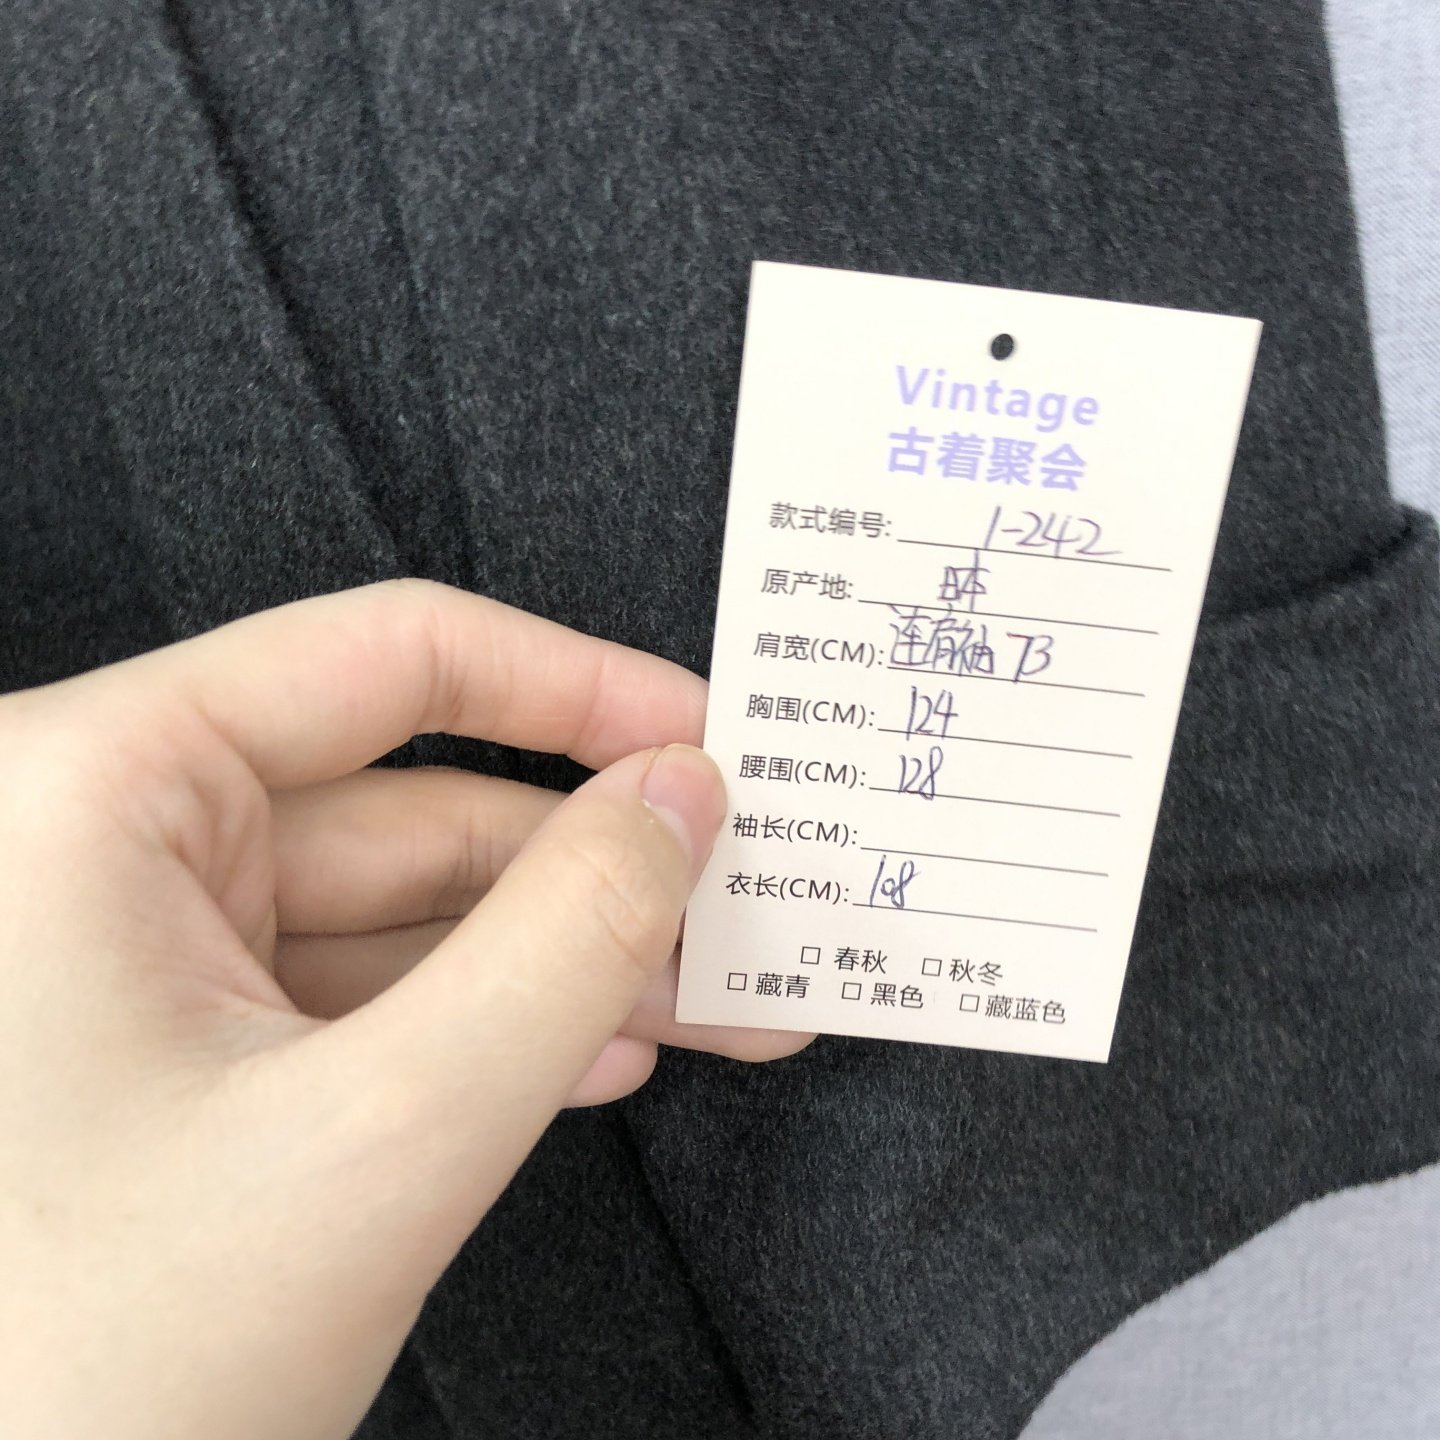 Vintage
古着聚会
款式编号: 1-242
原产地: 日本
肩宽(CM): 连肩袖 73
胸围(CM): 124
腰围(CM): 128
袖长(CM):
衣长(CM): 108
□ 春秋 □ 秋冬
□ 藏青 □ 黑色 □ 藏蓝色